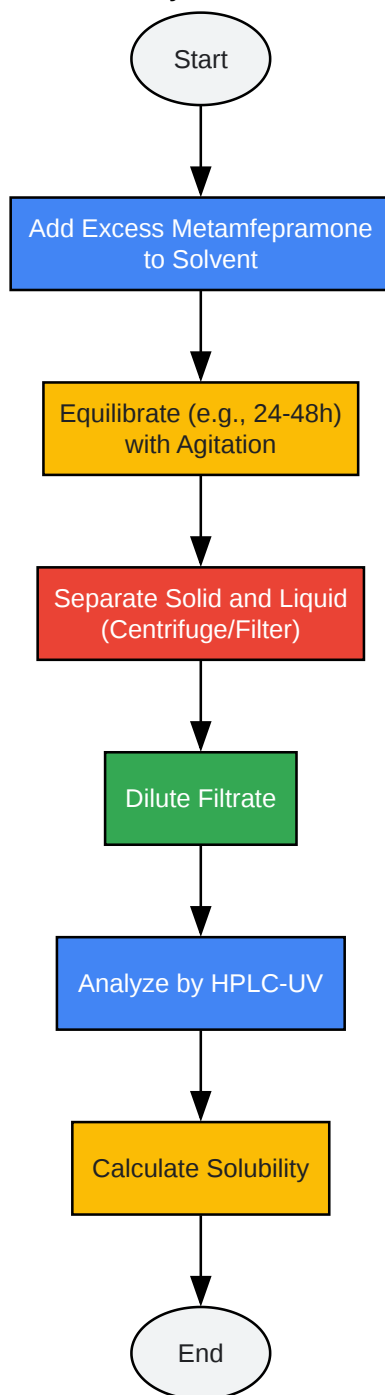 Start
Add Excess Metamfepramone
to Solvent
Equilibrate (e.g., 24-48h)
with Agitation
Separate Solid and Liquid
(Centrifuge/Filter)
Dilute Filtrate
Analyze by HPLC-UV
Calculate Solubility
End